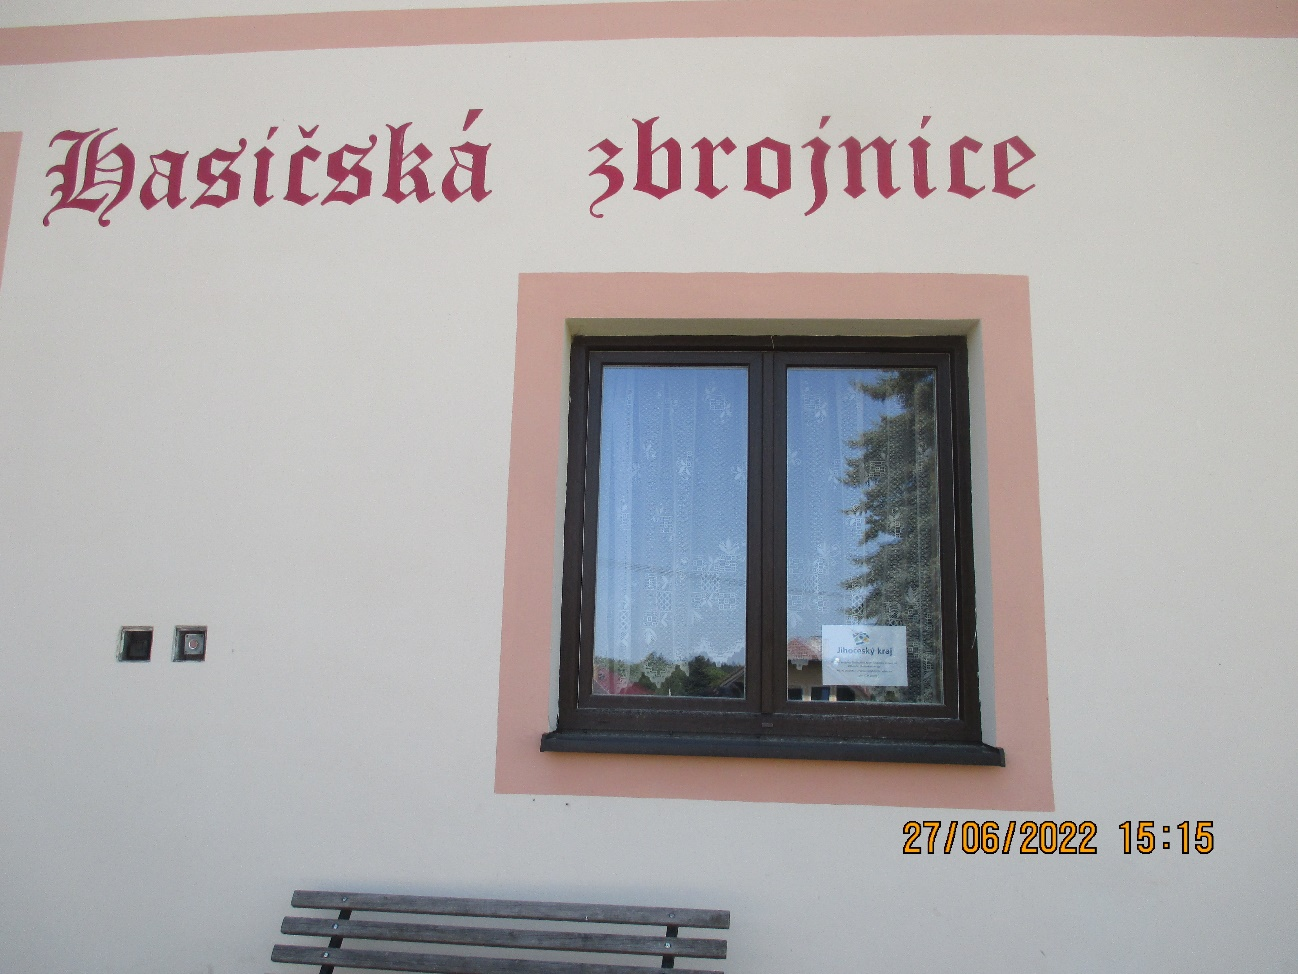 Hasičská zbrojnice
Jihočeský kraj
27/06/2022 15:15